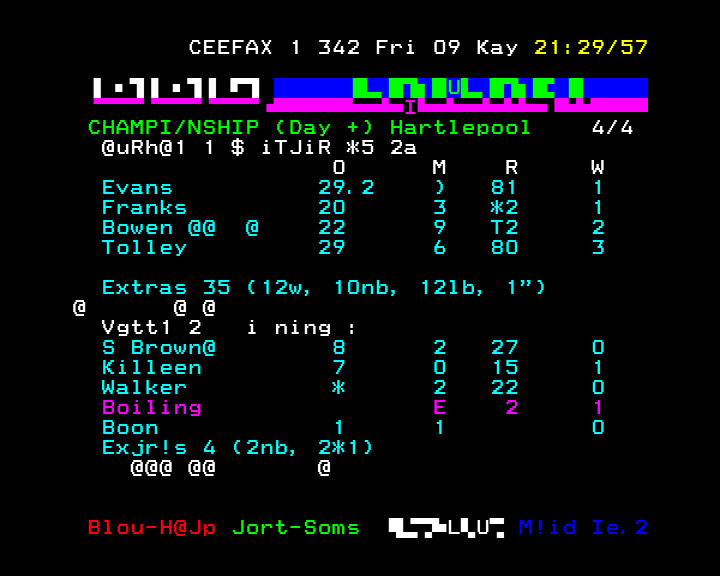 CEEFAX 1 342 Fri 09 Kay 21:29/57
U
I
CHAMPI/NSHIP (Day +) Hartlepool 4/4
@uRh@1 1 $ iTJiR *5 2a
O M R W
Evans 29.2 ) 81 1
Franks 20 3 *2 1
Bowen @@ @ 22 9 T2 2
Tolley 29 6 80 3
Extras 35 (12w, 10nb, 12lb, 1”)
@ @ @
Vgtt1 2 i ning :
S Brown@ 8 2 27 0
Killeen 7 0 15 1
Walker * 2 22 0
Boiling E 2 1
Boon 1 1 0
Exjr!s 4 (2nb, 2*1)
@@@ @@ @
Blou-H@Jp Jort-Soms L U M!id Ie.2